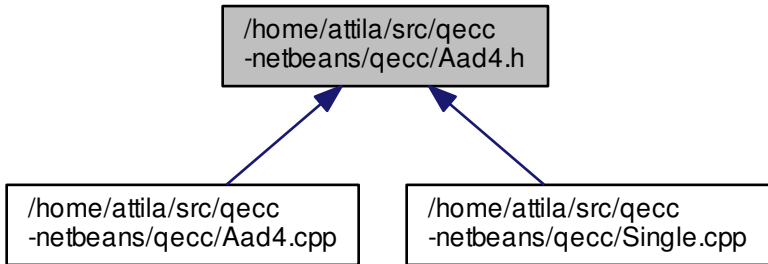 /home/attila/src/qecc
-netbeans/qecc/Aad4.h
/home/attila/src/qecc
-netbeans/qecc/Aad4.cpp
/home/attila/src/qecc
-netbeans/qecc/Single.cpp